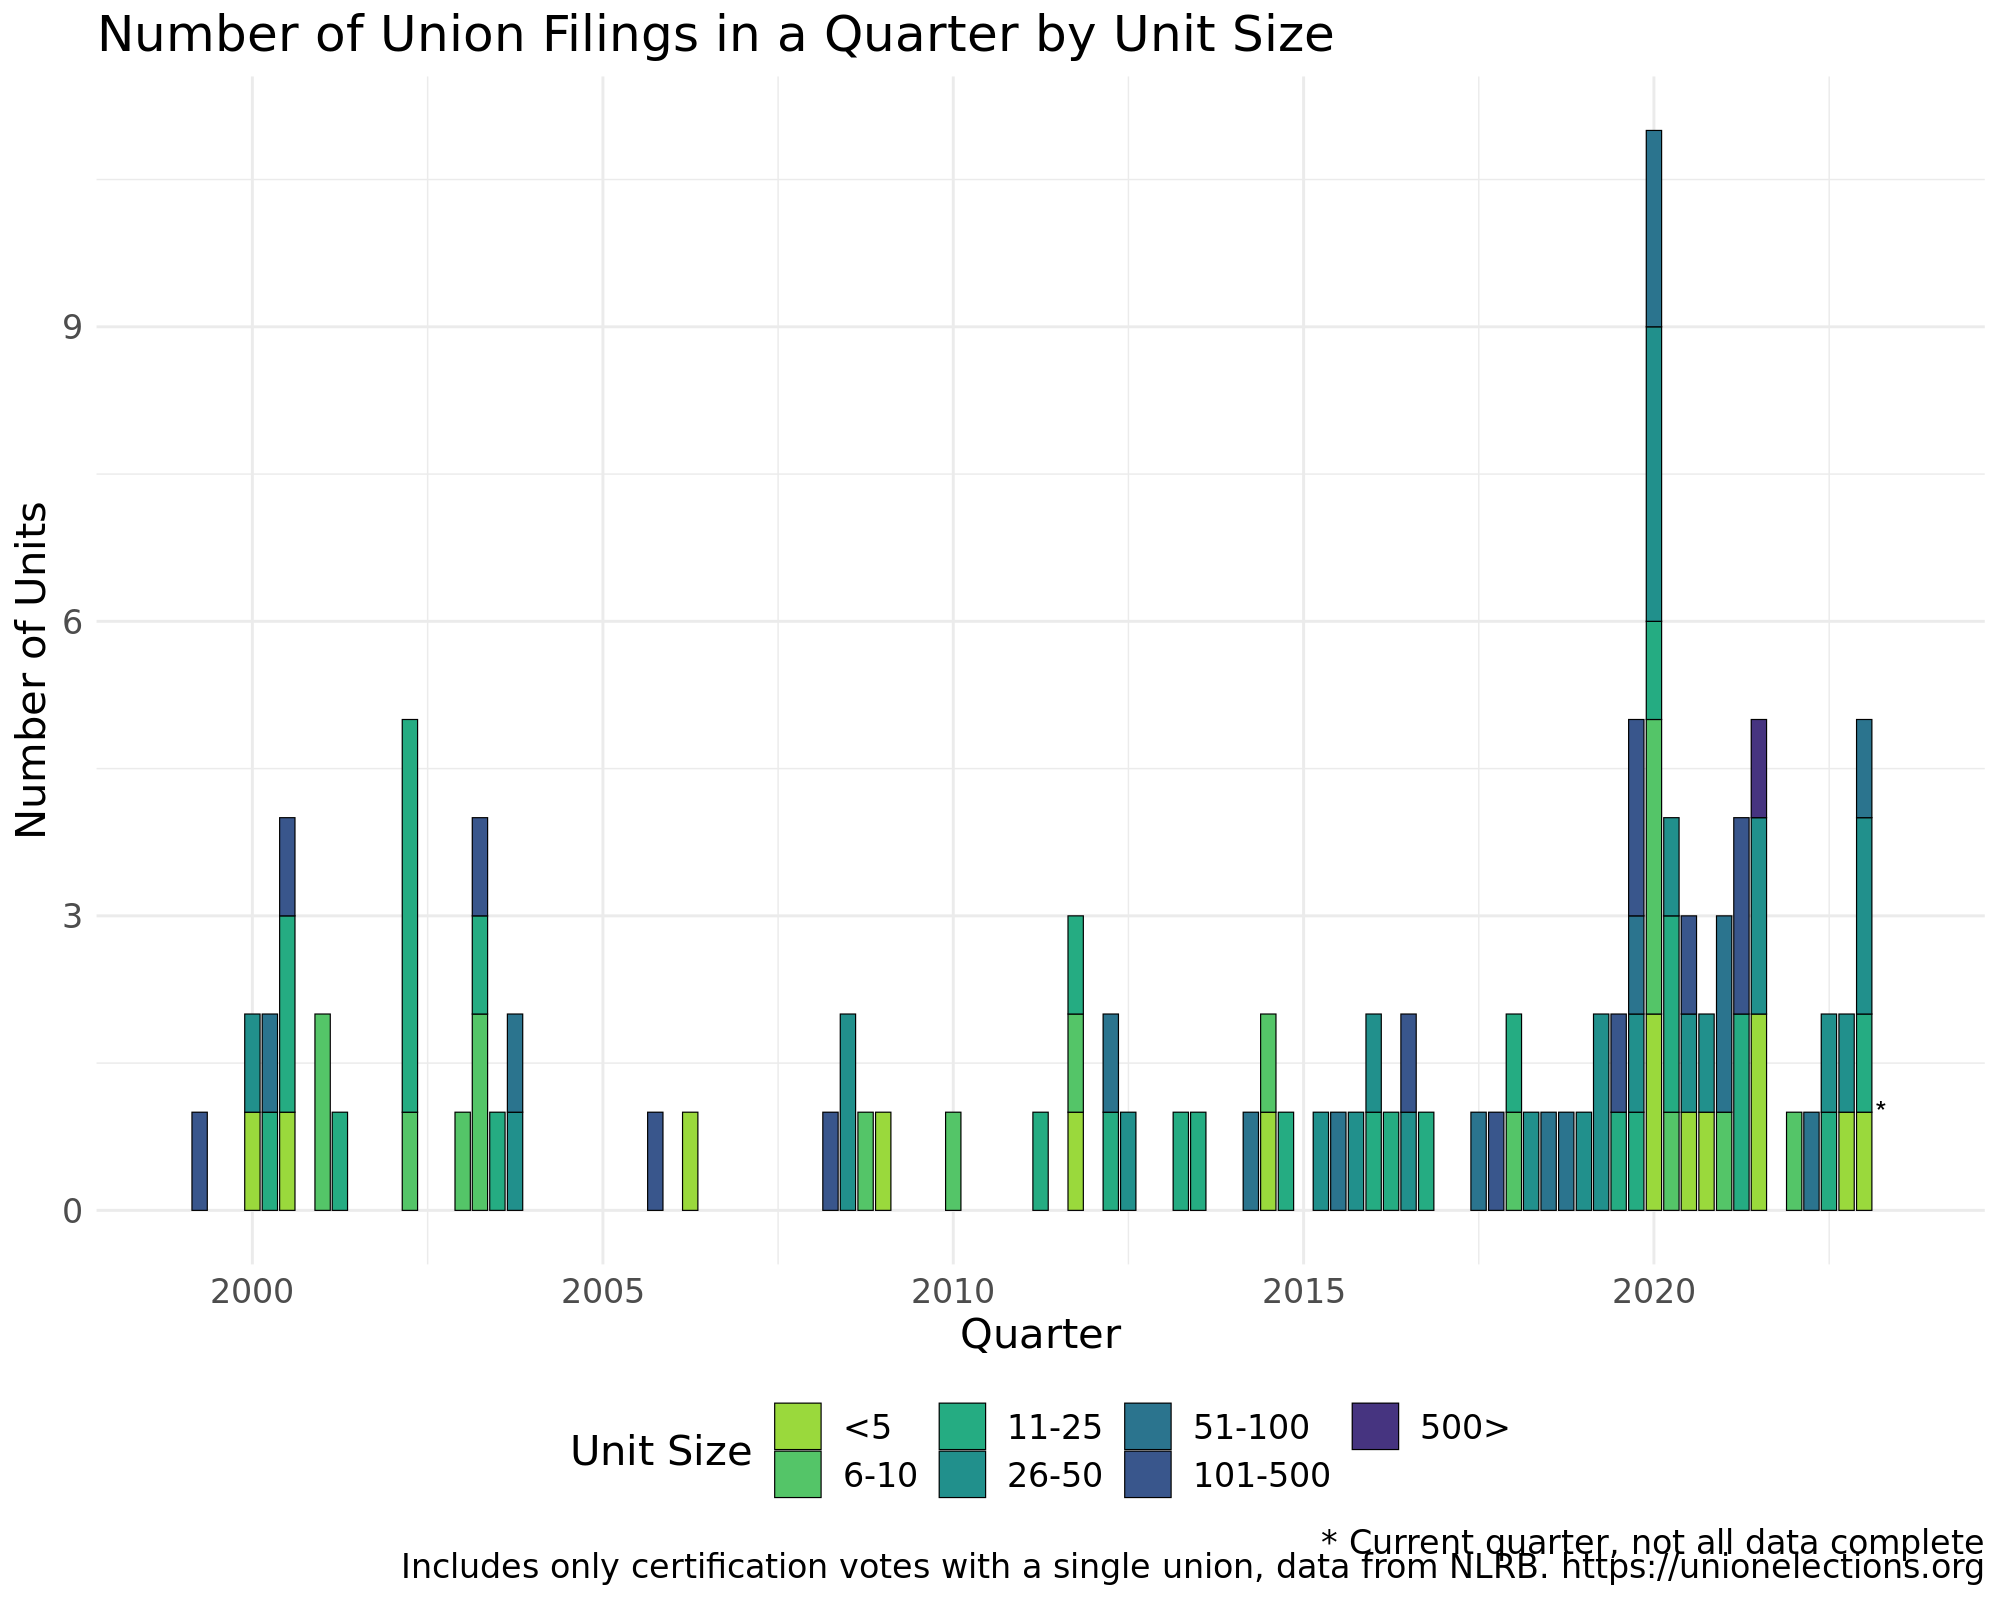 Number of Union Filings in a Quarter by Unit Size
Number of Units
9
6
3
0
*
2000 2005 2010 2015 2020
Quarter
Unit Size
<5 11-25 51-100 500>
6-10 26-50 101-500
* Current quarter, not all data complete
Includes only certification votes with a single union, data from NLRB. https://unionelections.org